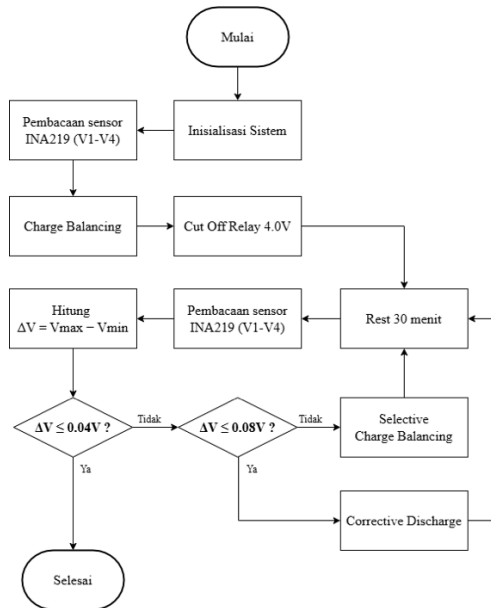 Mulai
Inisialisasi Sistem
Pembacaan sensor
INA219 (V1-V4)
Charge Balancing
Cut Off Relay 4.0V
Rest 30 menit
Pembacaan sensor
INA219 (V1-V4)
Hitung
ΔV = Vmax − Vmin
ΔV ≤ 0.04V ?
Tidak
ΔV ≤ 0.08V ?
Tidak
Selective
Charge Balancing
Ya
Ya
Corrective Discharge
Selesai